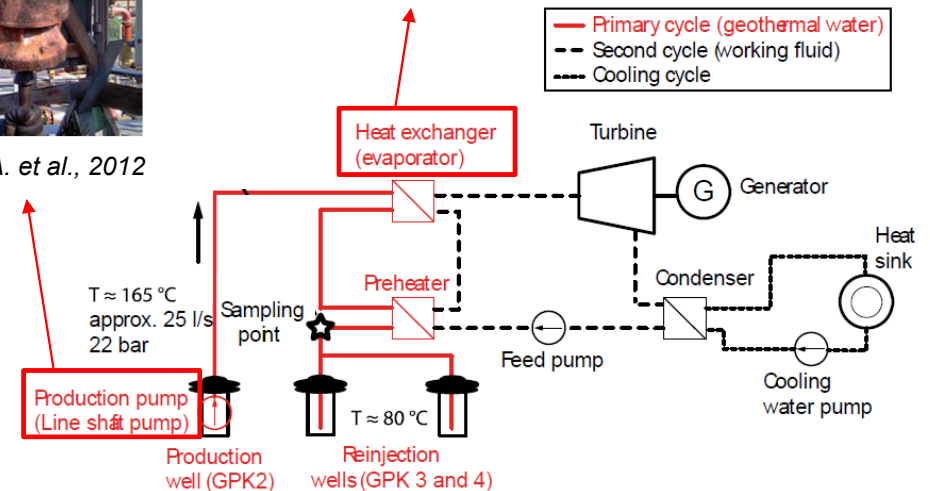 Primary cycle (geothermal water)
Second cycle (working fluid)
Cooling cycle
A. et al., 2012
Heat exchanger
(evaporator)
Turbine
G
Generator
Heat
sink
Condenser
Preheater
T ≈ 165 °C
approx. 25 l/s
22 bar
Sampling
point
Feed pump
Cooling
water pump
Production pump
(Line shaft pump)
T ≈ 80 °C
Production
well (GPK2)
Reinjection
wells (GPK 3 and 4)